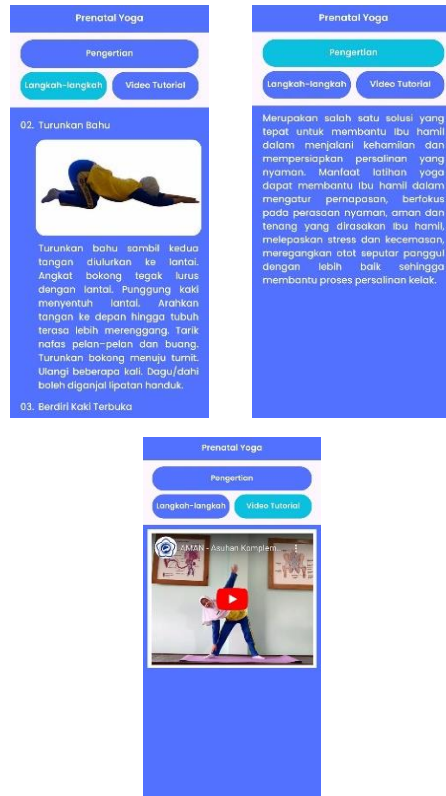 Prenatal Yoga
Pengertian
Langkah-langkah
Video Tutorial
02. Turunkan Bahu
Turunkan bahu sambil kedua
tangan diulurkan ke lantai.
Angkat bokong tegak lurus
dengan lantai. Punggung kaki
menyentuh lantai. Arahkan
tangan ke depan hingga tubuh
terasa lebih merenggang. Tarik
nafas pelan-pelan dan buang.
Turunkan bokong menuju tumit.
Ulangi beberapa kali. Dagu/dahi
boleh diganjal lipatan handuk.
03. Berdiri Kaki Terbuka
Prenatal Yoga
Pengertian
Langkah-langkah
Video Tutorial
Merupakan salah satu solusi yang
tepat untuk membantu Ibu hamil
dalam menjalani kehamilan dan
mempersiapkan persalinan yang
nyaman. Manfaat latihan yoga
dapat membantu Ibu hamil dalam
mengatur pernapasan, berfokus
pada perasaan nyaman, aman dan
tenang yang dirasakan Ibu hamil,
melepaskan stress dan kecemasan,
meregangkan otot seputar panggul
dengan lebih baik sehingga
membantu proses persalinan kelak.
Prenatal Yoga
Pengertian
Langkah-langkah
Video Tutorial
AMAN - Asuhan Komplem...